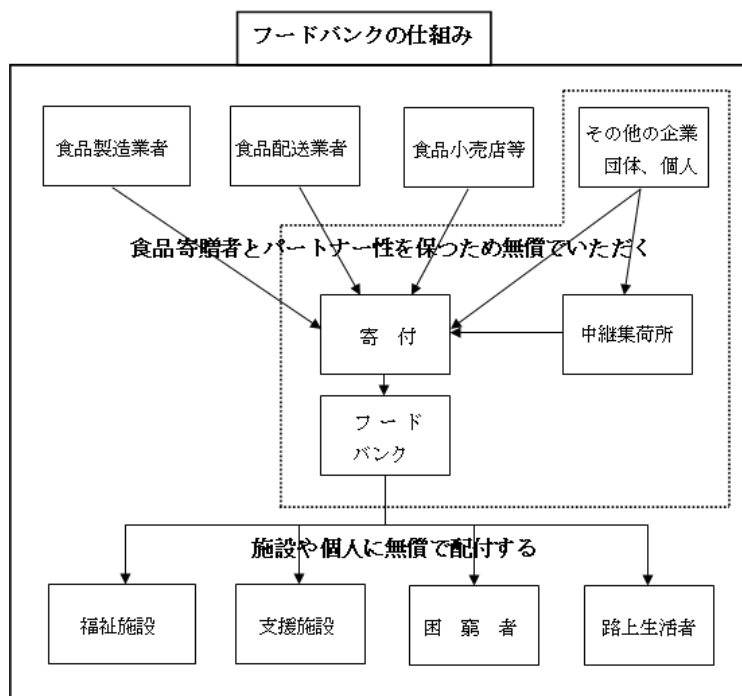 フードバンクの仕組み
食品製造業者
食品配送業者
食品小売店等
その他の企業
団体、個人
食品寄贈者とパートナー性を保つため無償でいただく
寄　付
中継集荷所
フード
バンク
施設や個人に無償で配付する
福祉施設
支援施設
困　窮　者
路上生活者